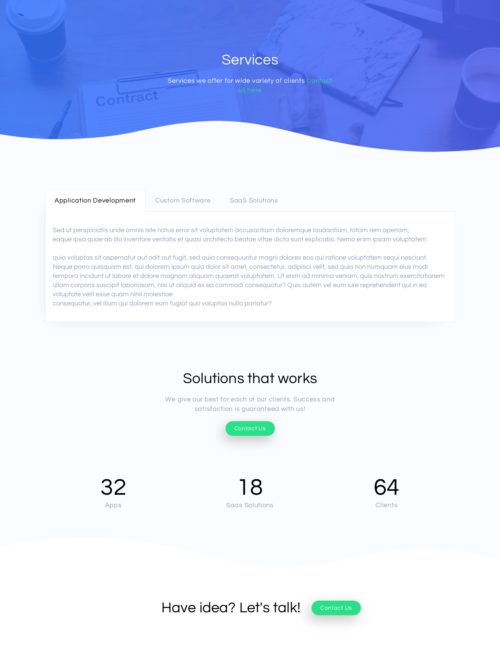 Services
Services we offer for wide variety of clients Contact
us here
Contract
Application Development
Custom Software
SaaS Solutions
Sed ut perspiciatis unde omnis iste natus error sit voluptatem accusantium doloremque laudantium, totam rem aperiam,
eaque ipsa quae ab illo inventore veritatis et quasi architecto beatae vitae dicta sunt explicabo. Nemo enim ipsam voluptatem
quia voluptas sit aspernatur aut odit aut fugit, sed quia consequuntur magni dolores eos qui ratione voluptatem sequi nesciunt.
Neque porro quisquam est, qui dolorem ipsum quia dolor sit amet, consectetur, adipisci velit, sed quia non numquam eius modi
tempora incidunt ut labore et dolore magnam aliquam quaerat voluptatem. Ut enim ad minima veniam, quis nostrum exercitationem
ullam corporis suscipit laboriosam, nisi ut aliquid ex ea commodi consequatur? Quis autem vel eum iure reprehenderit qui in ea
voluptate velit esse quam nihil molestiae
consequatur, vel illum qui dolorem eum fugiat quo voluptas nulla pariatur?
Solutions that works
We give our best for each of our clients. Success and
satisfaction is guaranteed with us!
Contact Us
32
Apps
18
Saas Solutions
64
Clients
Have idea? Let's talk!
Contact Us